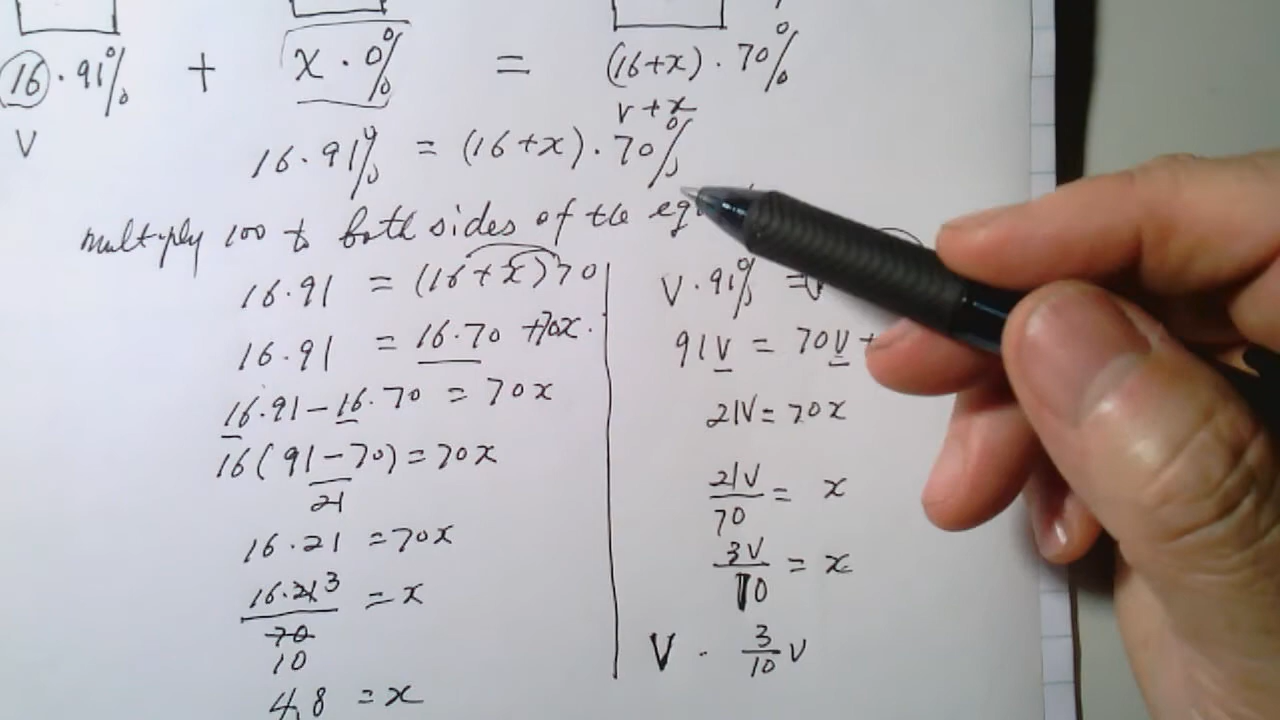 16 · 91% + x · 0% = (16+x) · 70%
V v + x
16 · 91% = (16+x) · 70%
multiply 100 to both sides of the
16 · 91 = (16+x)70
16 · 91 = 16 · 70 + 70x
16 · 91 – 16 · 70 = 70x
16(91 – 70) = 70x
21
16 · 21 = 70x
16 · 21 3 = x
70
10
4,8 = x
V · 91% =
91V = 70V +
21V = 70x
21V/70 = x
3V/10 = x
V · 3/10 V